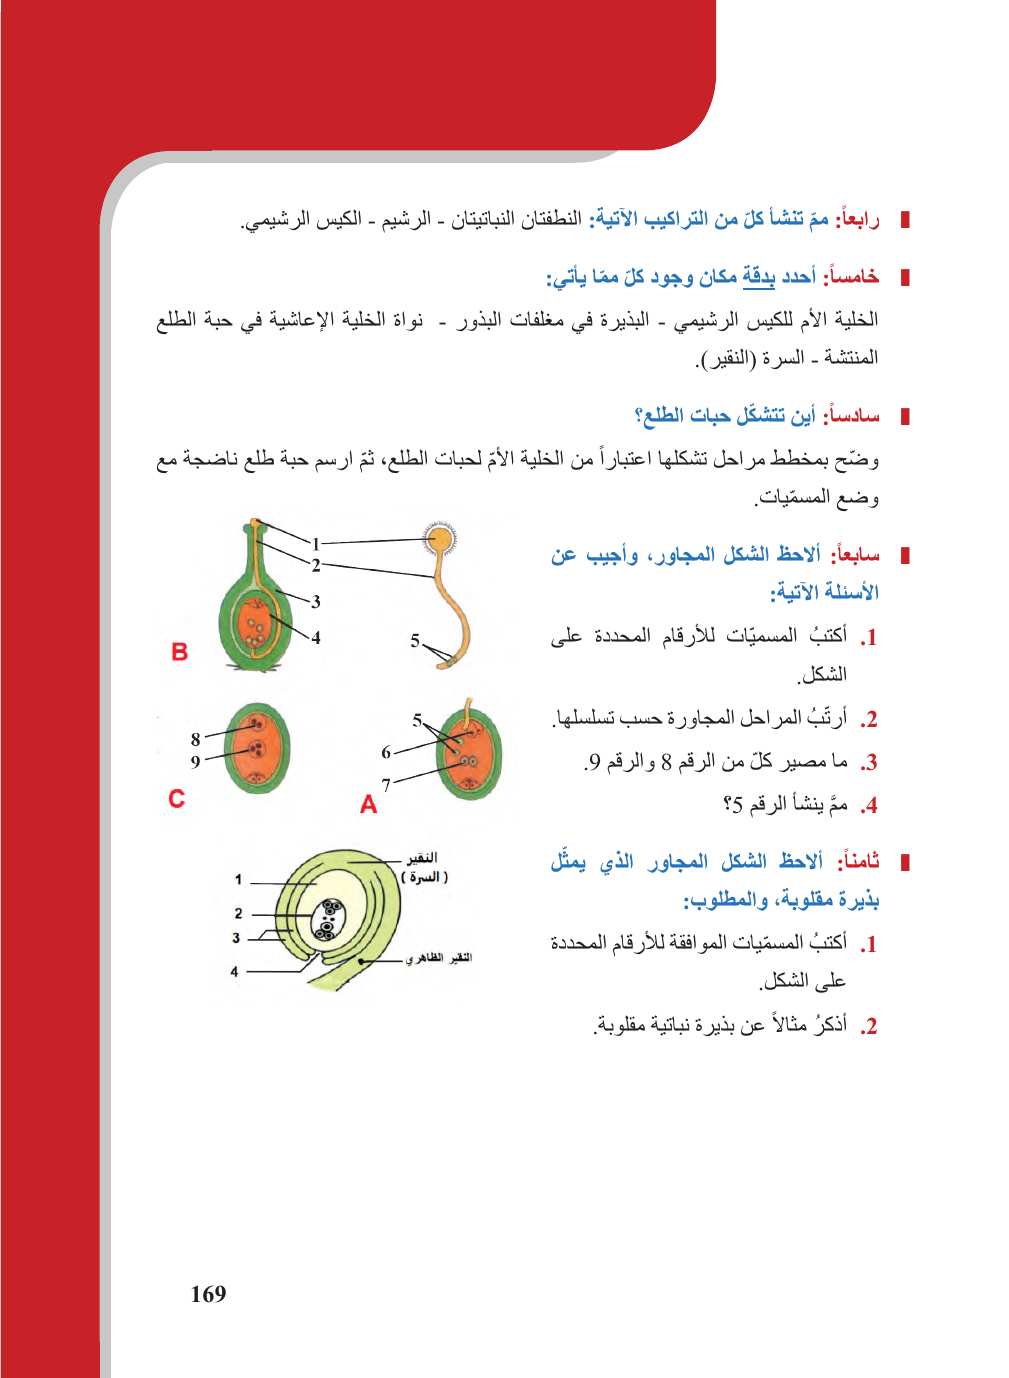 رابعاً: ممّ تنشأ كلّ من التراكيب الآتية: النطفتان النباتيتان - الرشيم - الكيس الرشيمي.
خامساً: أحدد بدقة مكان وجود كلّ ممّا يأتي:
الخلية الأم للكيس الرشيمي - البذيرة في مغلفات البذور - نواة الخلية الإعاشية في حبة الطلع
المنتشة - السرة (النقير).
سادساً: أين تتشكّل حبات الطلع؟
وضّح بمخطط مراحل تشكلها اعتباراً من الخلية الأمّ لحبات الطلع، ثمّ ارسم حبة طلع ناضجة مع
وضع المسمّيات.
سابعاً: ألاحظ الشكل المجاور، وأجيب عن
الأسئلة الآتية:
1. أكتبُ المسميّات للأرقام المحددة على
الشكل.
2. أرتّبُ المراحل المجاورة حسب تسلسلها.
3. ما مصير كلّ من الرقم 8 والرقم 9.
4. ممَّ ينشأ الرقم 5؟
1
2
3
4
5
B
5
6
7
A
8
9
C
ثامناً: ألاحظ الشكل المجاور الذي يمثّل
بذيرة مقلوبة، والمطلوب:
1. أكتبُ المسمّيات الموافقة للأرقام المحددة
على الشكل.
2. أذكرُ مثالاً عن بذيرة نباتية مقلوبة.
النقير
(السرة)
1
2
3
4
النقير الظاهري
169